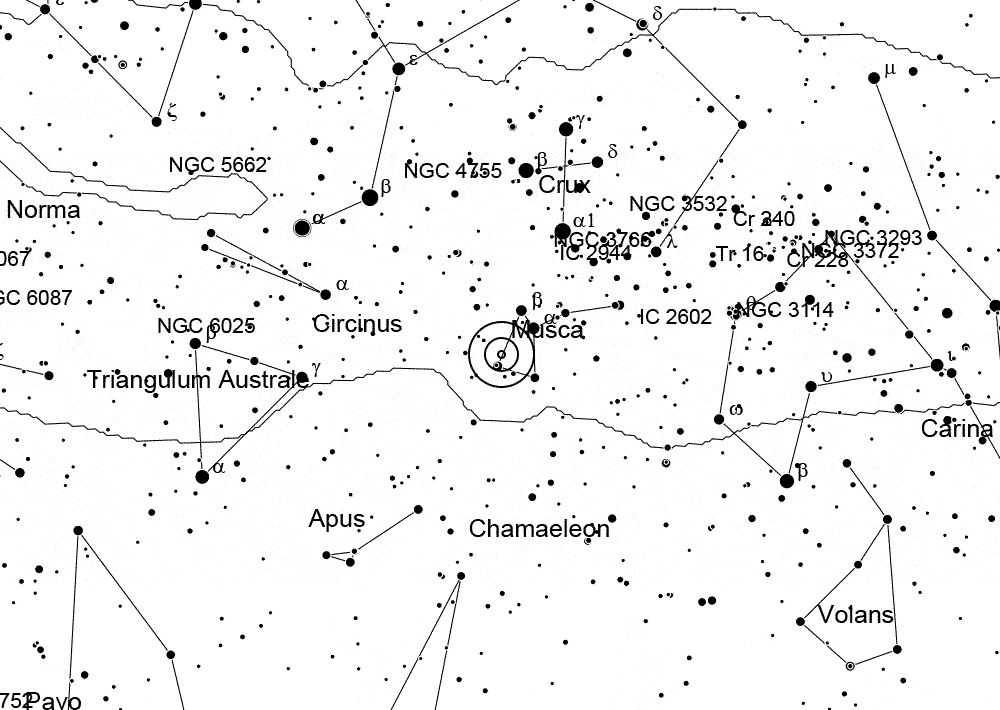 ε
δ
ε
μ
ζ
γ
β
δ
NGC 5662
NGC 4755
Crux
β
NGC 3532
Norma
α
α1
Cr 240
NGC 3766
λ
NGC 3293
IC 2944
Tr 16
NGC 3372
Cr 228
067
GC 6087
α
β
θ
NGC 3114
α
IC 2602
Circinus
Musca
NGC 6025
β
ζ
γ
ι
Triangulum Australe
υ
ω
Carina
α
β
Apus
Chamaeleon
Volans
752
Pavo